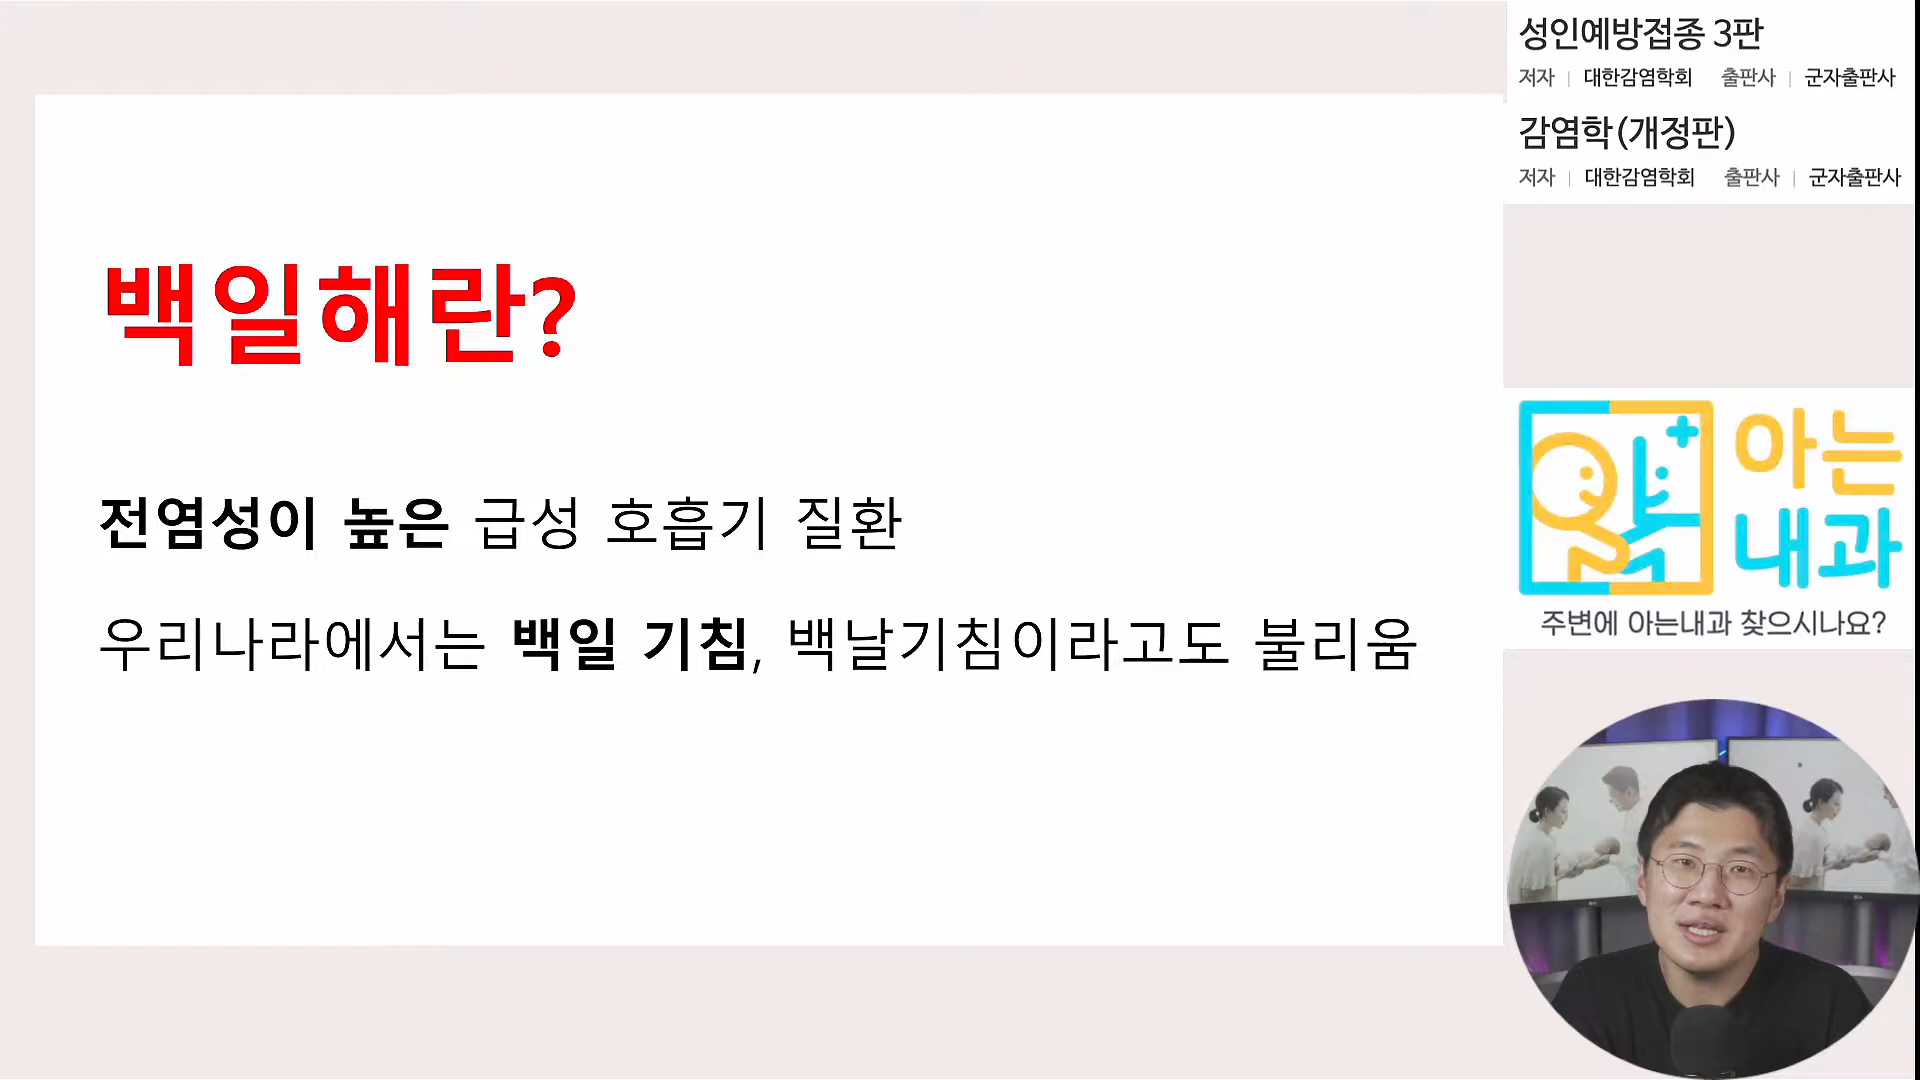 백일해란?
전염성이 높은 급성 호흡기 질환
우리나라에서는 백일 기침, 백날기침이라고도 불리움
성인예방접종 3판
저자 | 대한감염학회 출판사 | 군자출판사
감염학(개정판)
저자 | 대한감염학회 출판사 | 군자출판사
아는
내과
주변에 아는내과 찾으시나요?